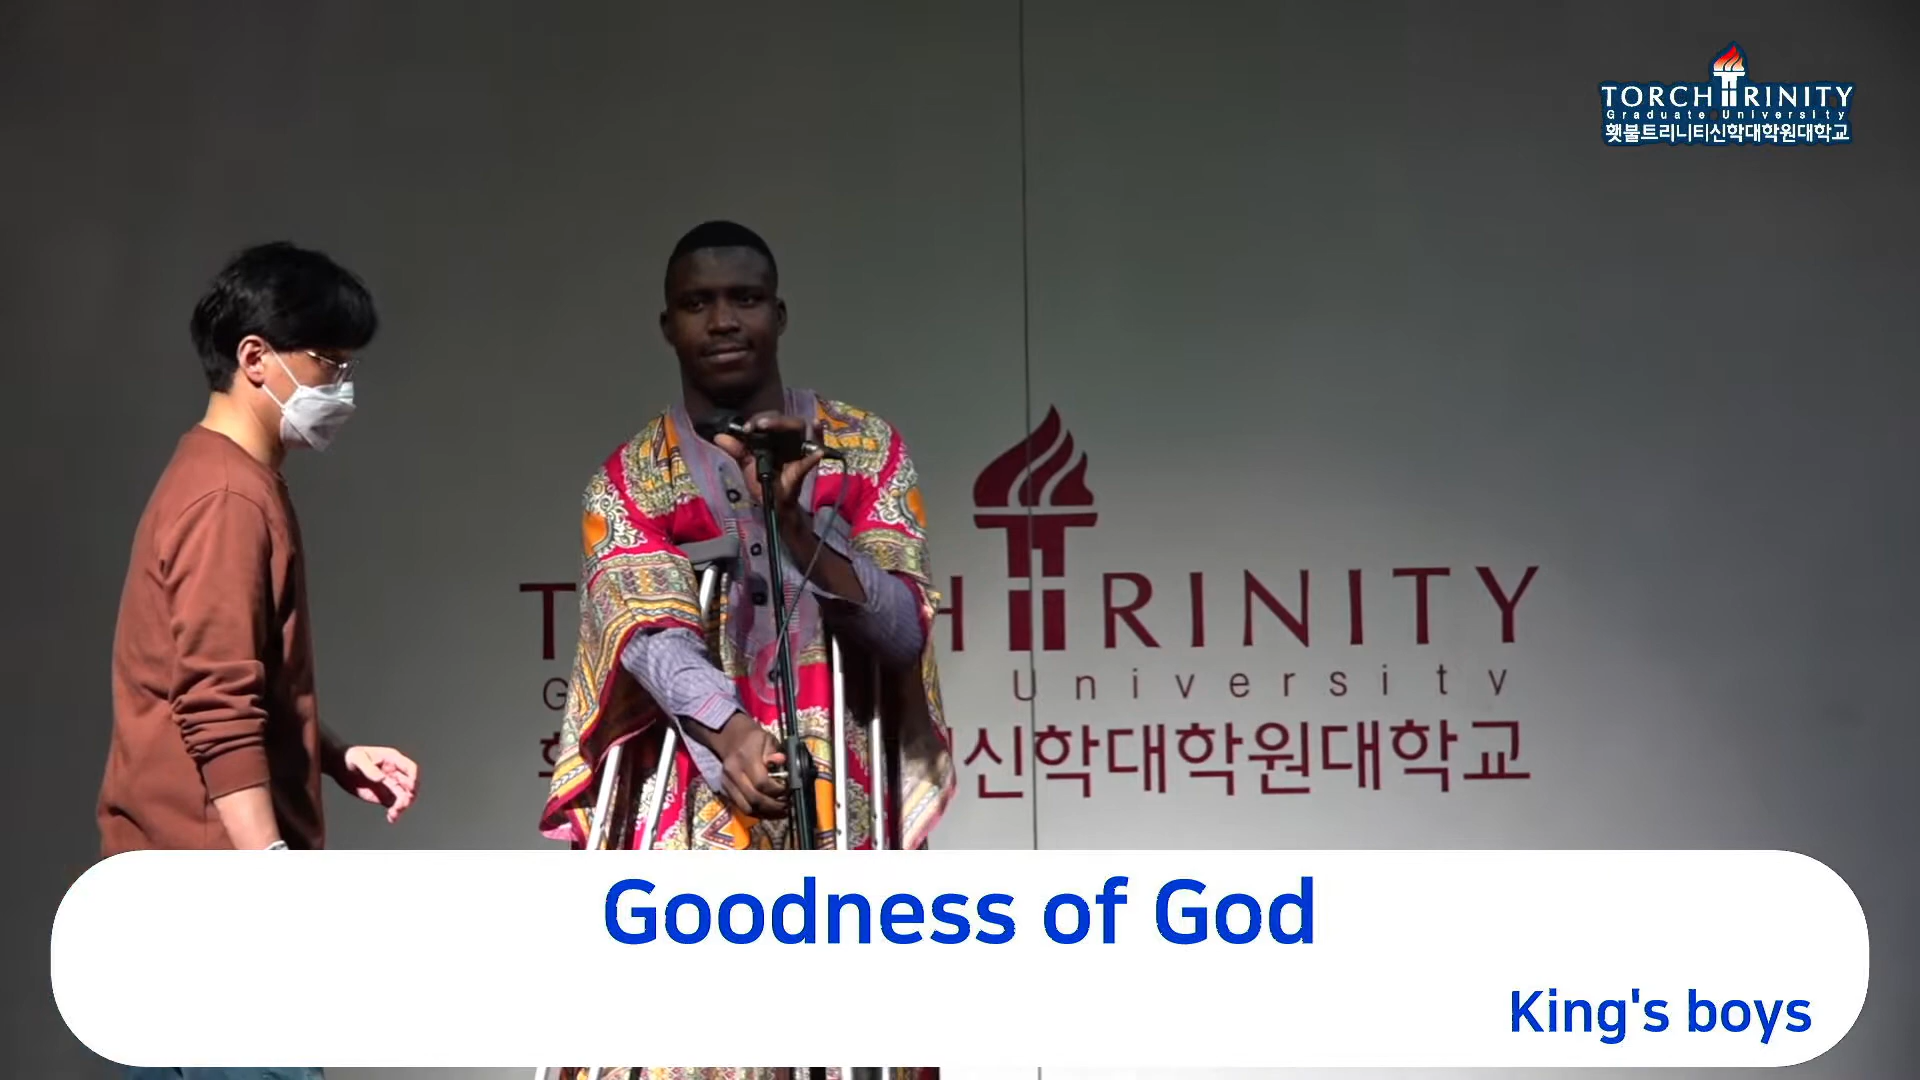 TORCH TRINITY
Graduate University
횃불트리니티신학대학원대학교
T H TRINITY
G University
신학대학원대학교
Goodness of God
King's boys